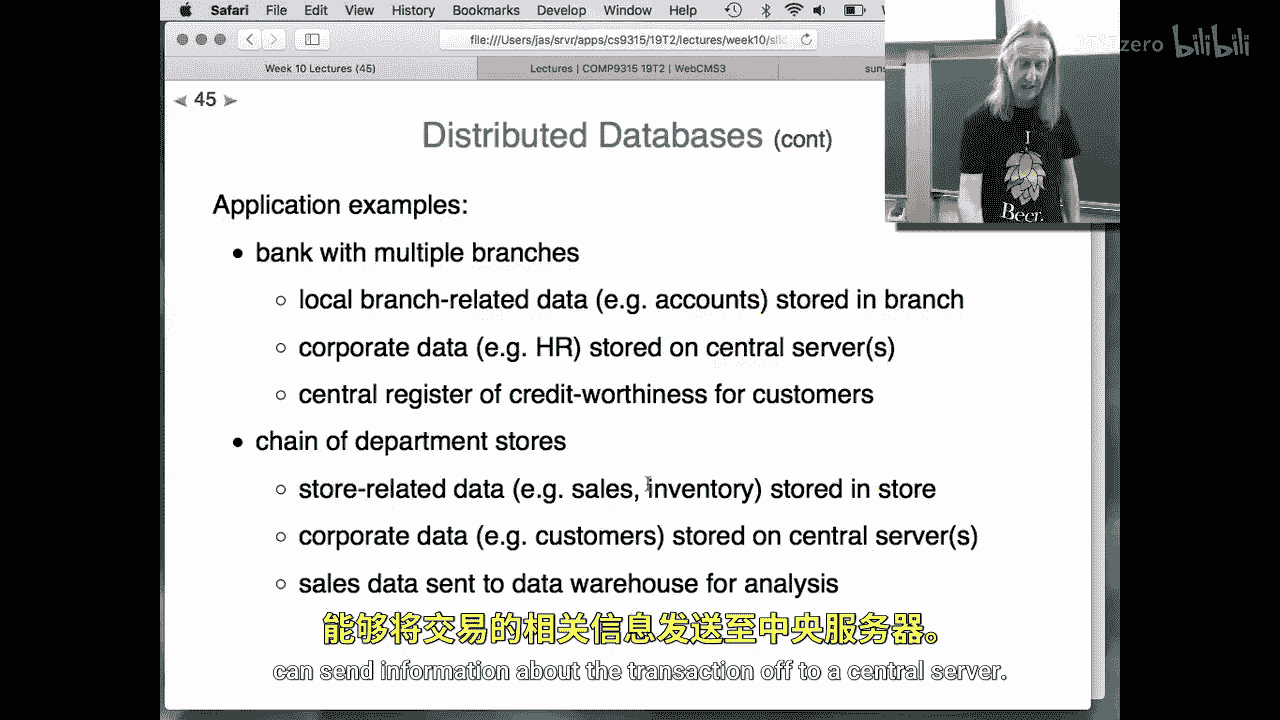 Safari File Edit View History Bookmarks Develop Window Help
file:///Users/jas/srvr/apps/cs9315/19T2/lectures/week10/sli
zero bilibili
Week 10 Lectures (45)
Lectures | COMP9315 19T2 | WebCMS3
45
Distributed Databases (cont)
I
Beer.
Application examples:
bank with multiple branches
local branch-related data (e.g. accounts) stored in branch
corporate data (e.g. HR) stored on central server(s)
central register of credit-worthiness for customers
chain of department stores
store-related data (e.g. sales, inventory) stored in store
corporate data (e.g. customers) stored on central server(s)
sales data sent to data warehouse for analysis
能够将交易的相关信息发送至中央服务器。
can send information about the transaction off to a central server.